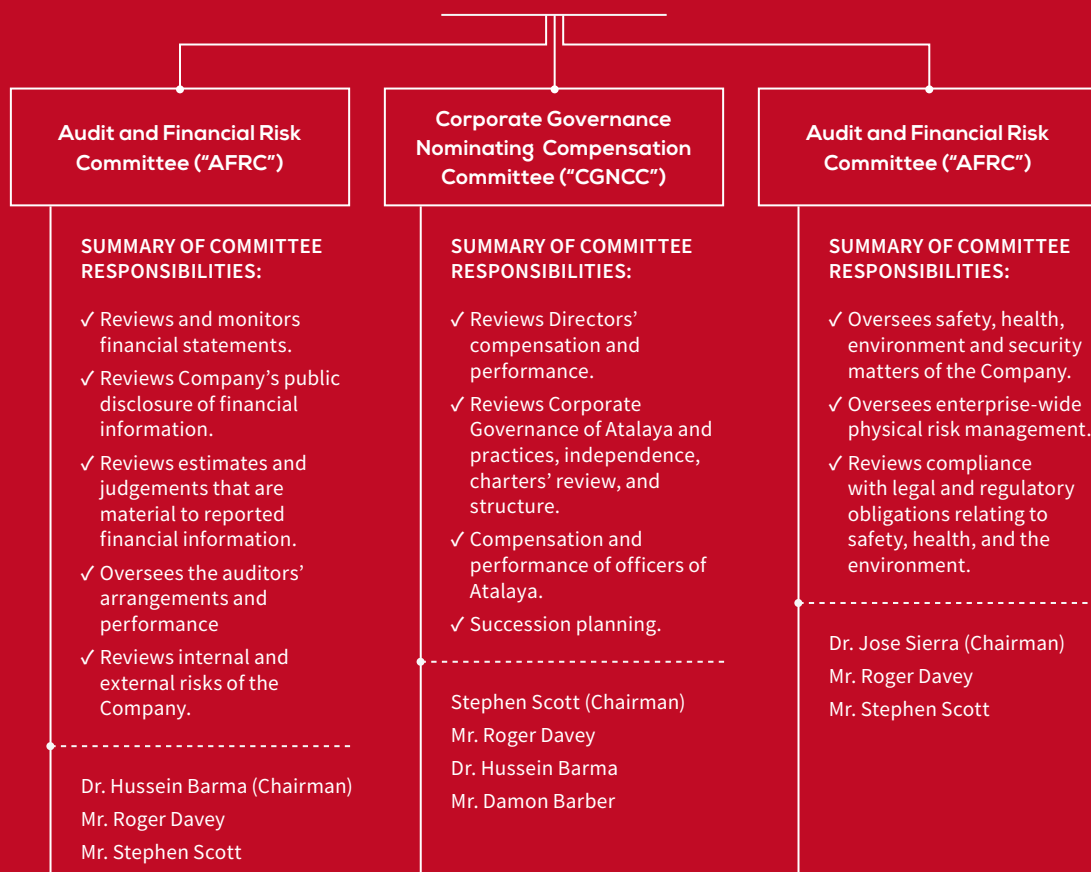 Audit and Financial Risk
Committee (“AFRC”)
SUMMARY OF COMMITTEE
RESPONSIBILITIES:
✓ Reviews and monitors
financial statements.
✓ Reviews Company’s public
disclosure of financial
information.
✓ Reviews estimates and
judgements that are
material to reported
financial information.
✓ Oversees the auditors’
arrangements and
performance
✓ Reviews internal and
external risks of the
Company.
Dr. Hussein Barma (Chairman)
Mr. Roger Davey
Mr. Stephen Scott
Corporate Governance
Nominating Compensation
Committee (“CGNCC”)
SUMMARY OF COMMITTEE
RESPONSIBILITIES:
✓ Reviews Directors’
compensation and
performance.
✓ Reviews Corporate
Governance of Atalaya and
practices, independence,
charters’ review, and
structure.
✓ Compensation and
performance of officers of
Atalaya.
✓ Succession planning.
Stephen Scott (Chairman)
Mr. Roger Davey
Dr. Hussein Barma
Mr. Damon Barber
Audit and Financial Risk
Committee (“AFRC”)
SUMMARY OF COMMITTEE
RESPONSIBILITIES:
✓ Oversees safety, health,
environment and security
matters of the Company.
✓ Oversees enterprise-wide
physical risk management.
✓ Reviews compliance
with legal and regulatory
obligations relating to
safety, health, and the
environment.
Dr. Jose Sierra (Chairman)
Mr. Roger Davey
Mr. Stephen Scott